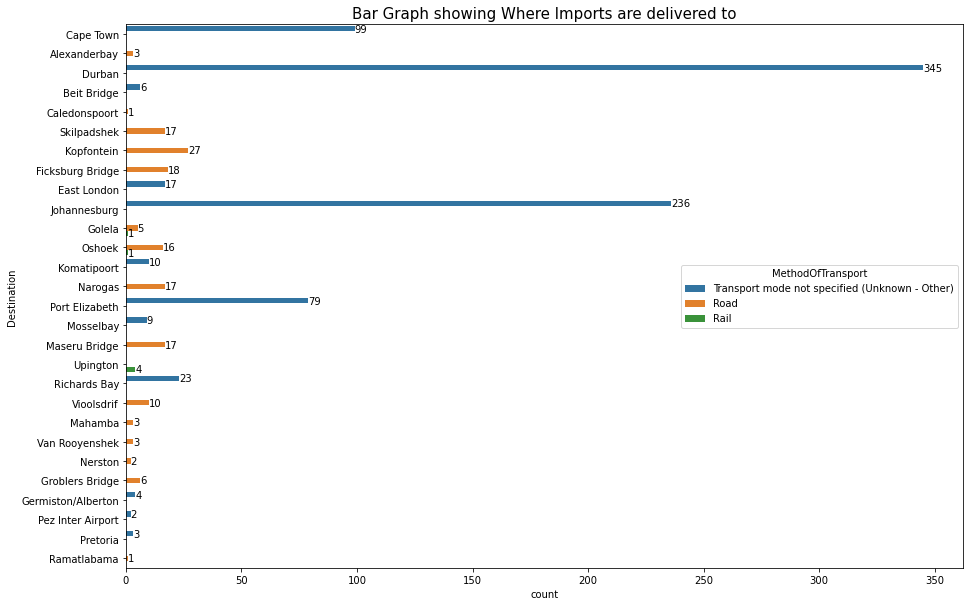 Bar Graph showing Where Imports are delivered to
Destination
Cape Town 99
Alexanderbay 3
Durban 345
Beit Bridge 6
Caledonspoort 1
Skilpadshek 17
Kopfontein 27
Ficksburg Bridge 18
East London 17
Johannesburg 236
Golela 5
1
Oshoek 16
1
Komatipoort 10
Narogas 17
Port Elizabeth 79
Mosselbay 9
Maseru Bridge 17
Upington 4
Richards Bay 23
Vioolsdrif 10
Mahamba 3
Van Rooyenshek 3
Nerston 2
Groblers Bridge 6
Germiston/Alberton 4
Pez Inter Airport 2
Pretoria 3
Ramatlabama 1
0 50 100 150 200 250 300 350
count
MethodOfTransport
Transport mode not specified (Unknown - Other)
Road
Rail